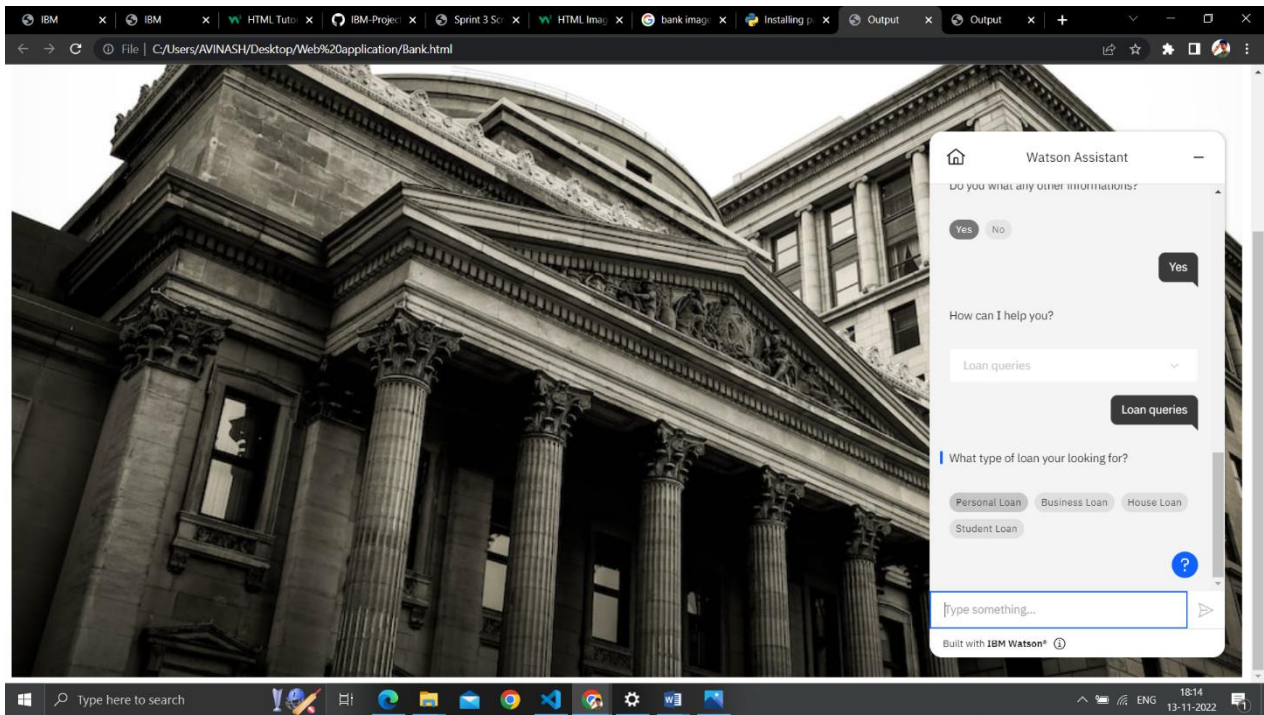 IBM
IBM
HTML Tuto
IBM-Project
Sprint 3 Sc
HTML Imag
bank image
Installing p
Output
Output
File | C:/Users/AVINASH/Desktop/Web%20application/Bank.html
Watson Assistant
Do you what any other informations?
Yes No
Yes
How can I help you?
Loan queries
Loan queries
What type of loan your looking for?
Personal Loan Business Loan House Loan
Student Loan
?
Type something...
Built with IBM Watson®
Type here to search
ENG
18:14
13-11-2022
1